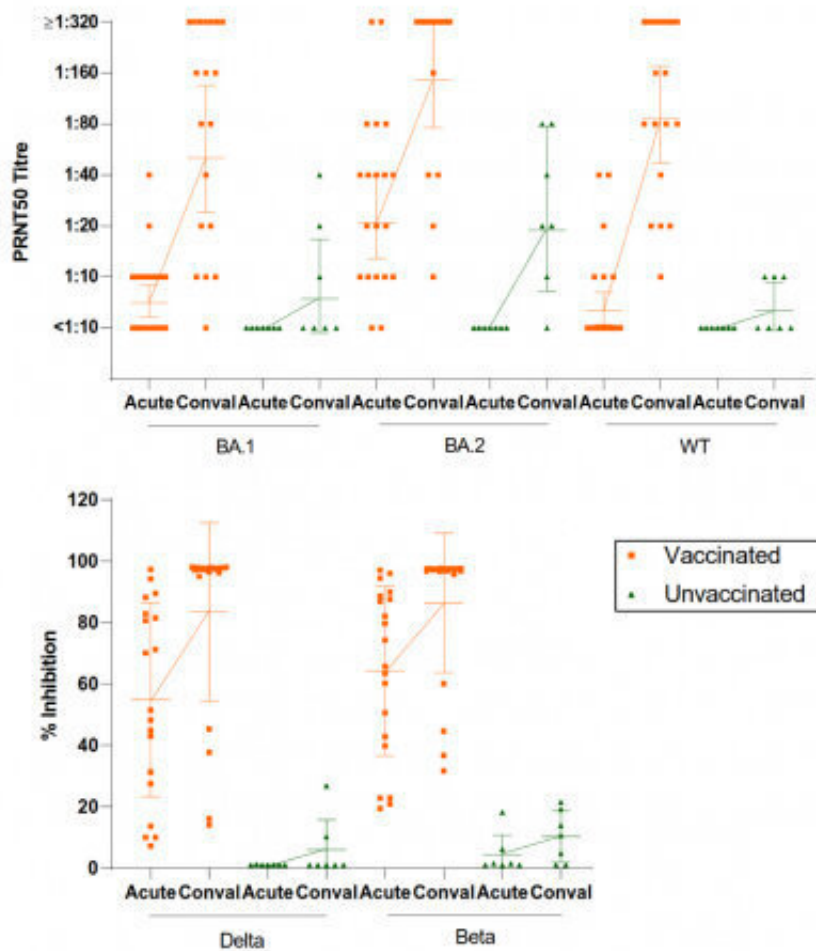 PRNT50 Titre
≥1:320
1:160
1:80
1:40
1:20
1:10
<1:10
Acute Conval Acute Conval Acute Conval Acute Conval Acute Conval Acute Conval
BA.1 BA.2 WT
% Inhibition
120
100
80
60
40
20
0
Acute Conval Acute Conval Acute Conval Acute Conval
Delta Beta
Vaccinated
Unvaccinated